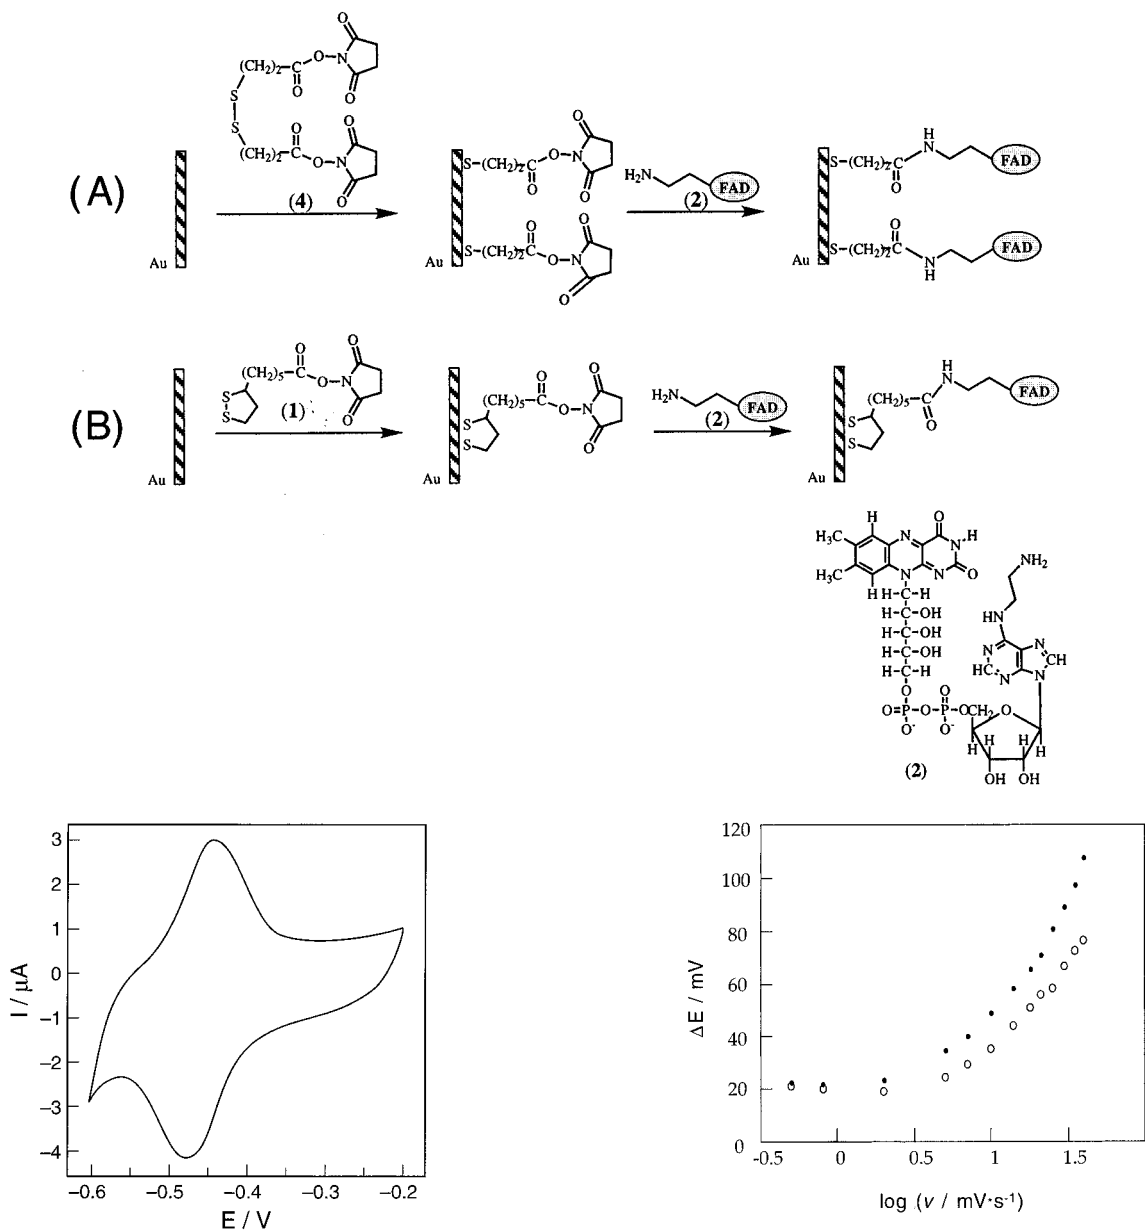 (A)
Au
S
S
(CH2)2
C
O
O
N
O
O
(CH2)2
C
O
O
N
O
O
(4)
Au
S
(CH2)2
C
O
O
N
O
O
S
(CH2)2
C
O
O
N
O
O
H2N
FAD
(2)
Au
S
(CH2)2
C
O
H
N
FAD
S
(CH2)2
C
O
N
H
FAD
(B)
Au
S
S
(CH2)5
O
O
N
O
O
(1)
Au
S
S
(CH2)5
O
O
N
O
O
H2N
FAD
(2)
Au
S
S
(CH2)5
O
H
N
FAD
H
H3C
H3C
H
N
N
N
O
N
H
O
H-C-H
H-C-OH
H-C-OH
H-C-OH
H-C-H
O
O=P-O-P-OCH2
O
O-
O-
O
H
H
H
H
OH
OH
NH2
HN
N
HC
N
N
CH
N
(2)
3
2
1
0
−1
−2
−3
−4
I / µA
−0.6
−0.5
−0.4
−0.3
−0.2
E / V
120
100
80
60
40
20
0
ΔE / mV
-0.5
0
0.5
1
1.5
log (v / mV·s-1)